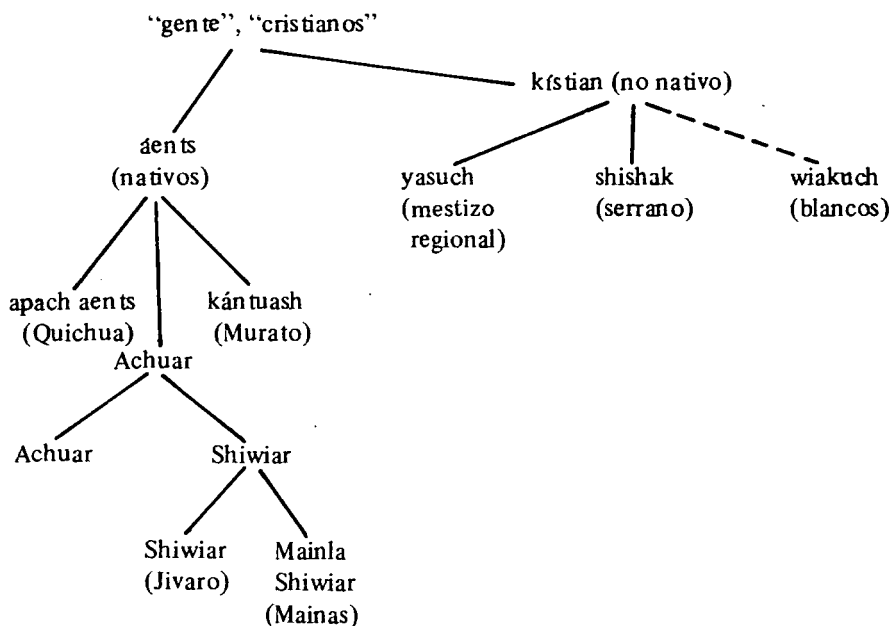 “gente”, “cristianos”
kístian (no nativo)
áents
(nativos)
yasuch
(mestizo
regional)
shishak
(serrano)
wiakuch
(blancos)
apach aents
(Quichua)
kántuash
(Murato)
Achuar
Achuar
Shiwiar
Shiwiar
(Jivaro)
Mainla
Shiwiar
(Mainas)